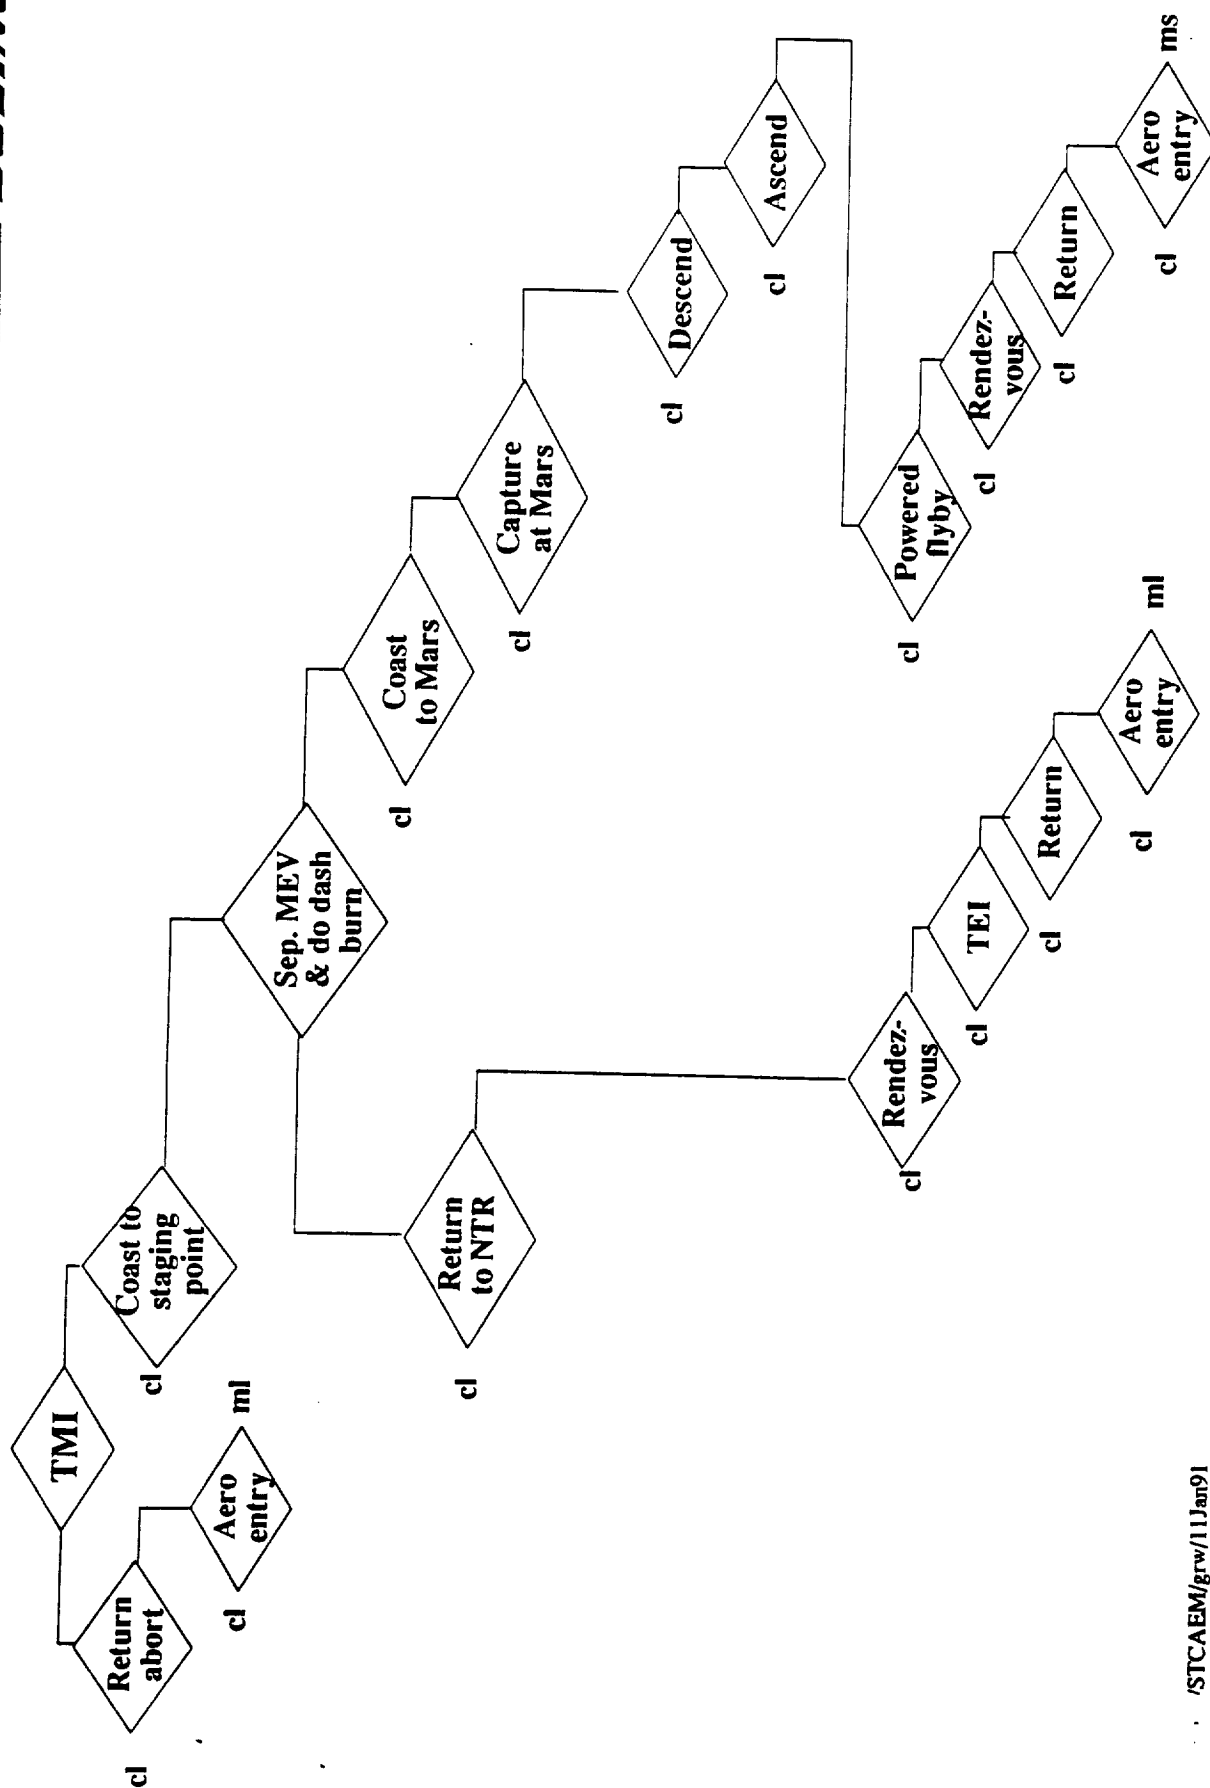 TMI
Return
abort
cl
Aero
entry
cl
ml
Coast to
staging
point
cl
Sep. MEV
& do dash
burn
Return
to NTR
cl
Rendez-
vous
cl
TEI
cl
Return
cl
Aero
entry
cl
ml
Coast
to Mars
cl
Capture
at Mars
cl
Descend
cl
Ascend
cl
Powered
flyby
cl
Rendez-
vous
cl
Return
cl
Aero
entry
cl
ms
/STCAEM/grw/11Jan91